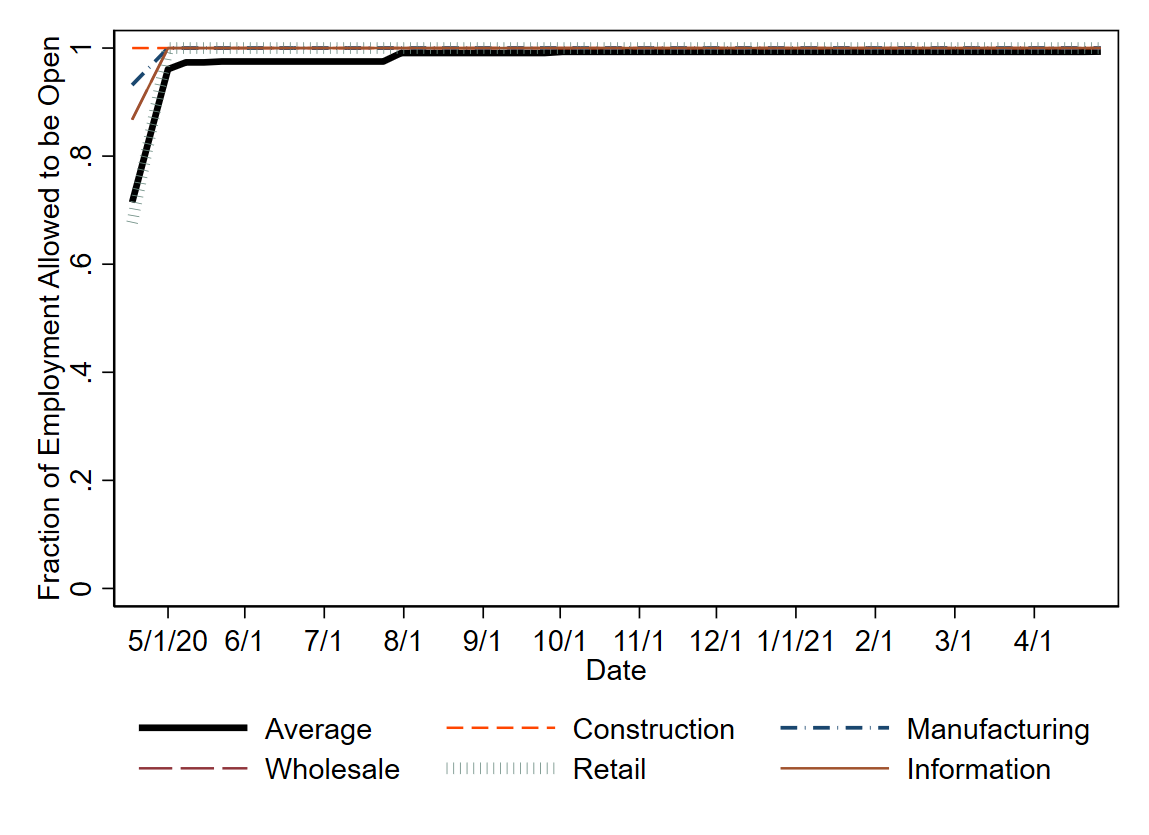 Fraction of Employment Allowed to be Open
1
.8
.6
.4
.2
0
5/1/20 6/1 7/1 8/1 9/1 10/1 11/1 12/1 1/1/21 2/1 3/1 4/1
Date
Average Construction Manufacturing
Wholesale Retail Information